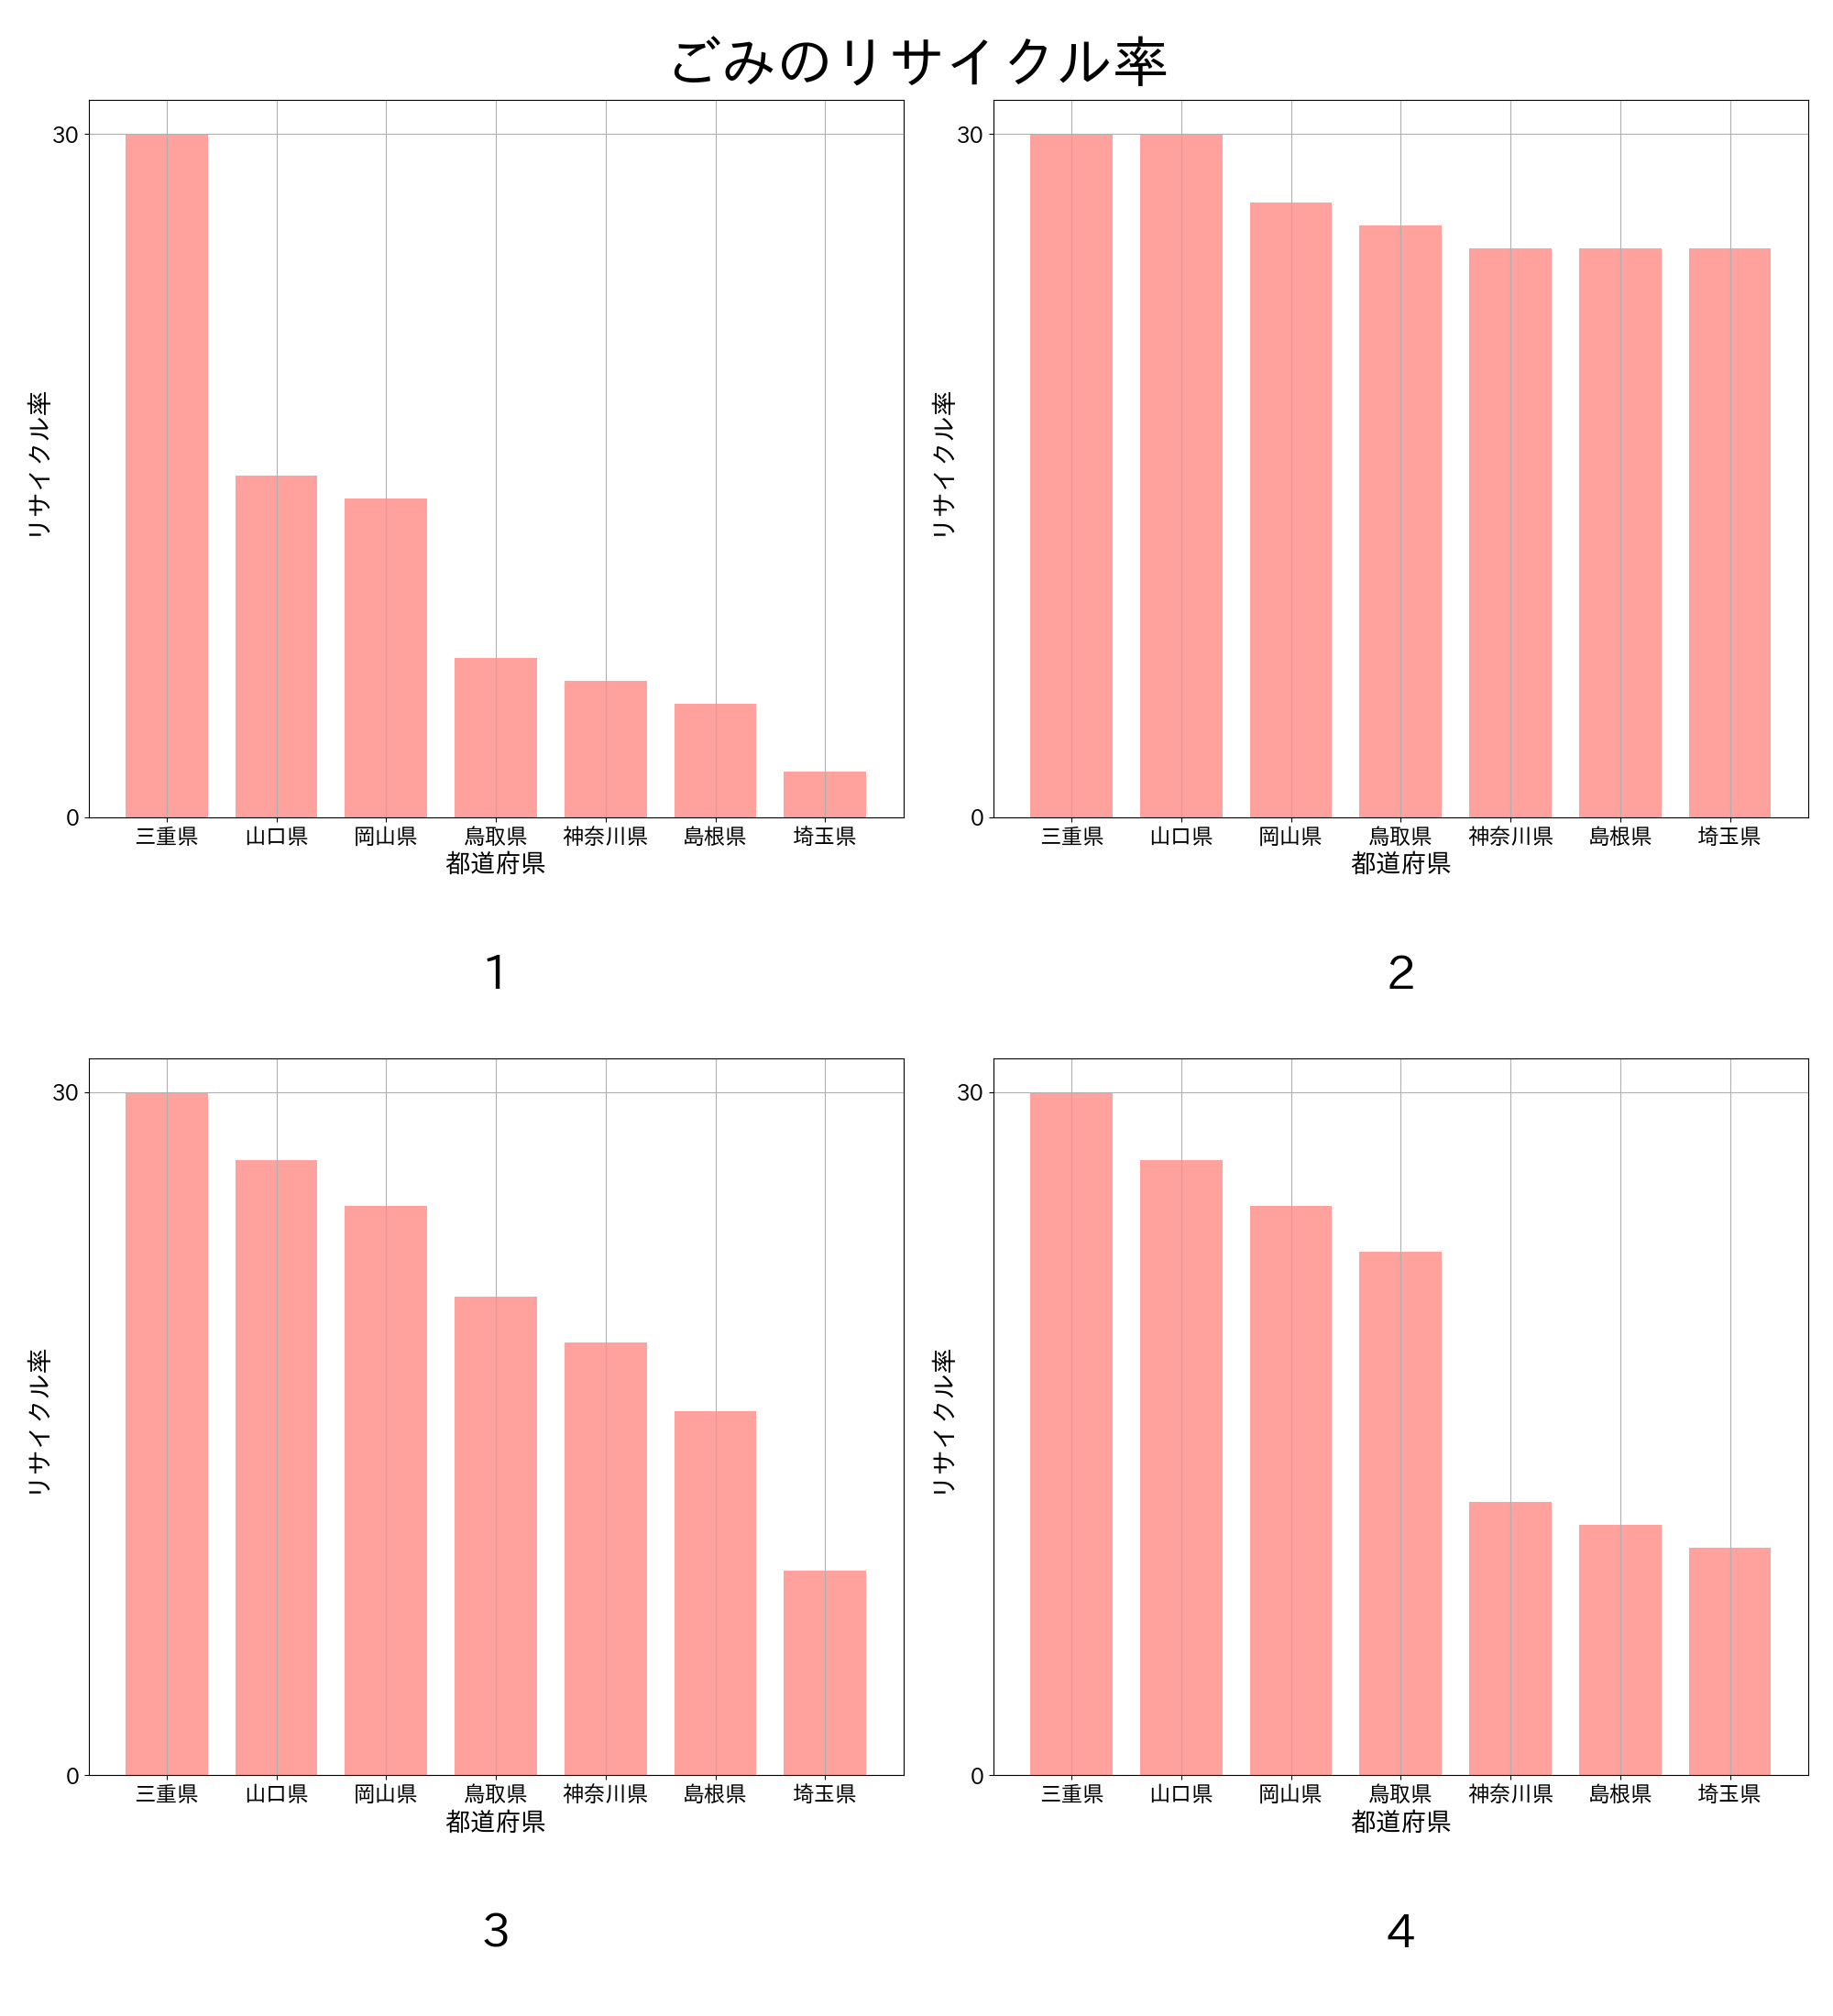 ごみのリサイクル率
30
0
リサイクル率
三重県 山口県 岡山県 鳥取県 神奈川県 島根県 埼玉県
都道府県
1
30
0
リサイクル率
三重県 山口県 岡山県 鳥取県 神奈川県 島根県 埼玉県
都道府県
2
30
0
リサイクル率
三重県 山口県 岡山県 鳥取県 神奈川県 島根県 埼玉県
都道府県
3
30
0
リサイクル率
三重県 山口県 岡山県 鳥取県 神奈川県 島根県 埼玉県
都道府県
4